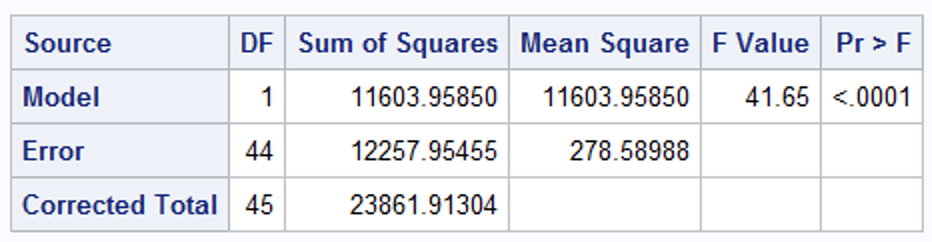 Source DF Sum of Squares Mean Square F Value Pr > F
Model 1 11603.95850 11603.95850 41.65 <.0001
Error 44 12257.95455 278.58988
Corrected Total 45 23861.91304